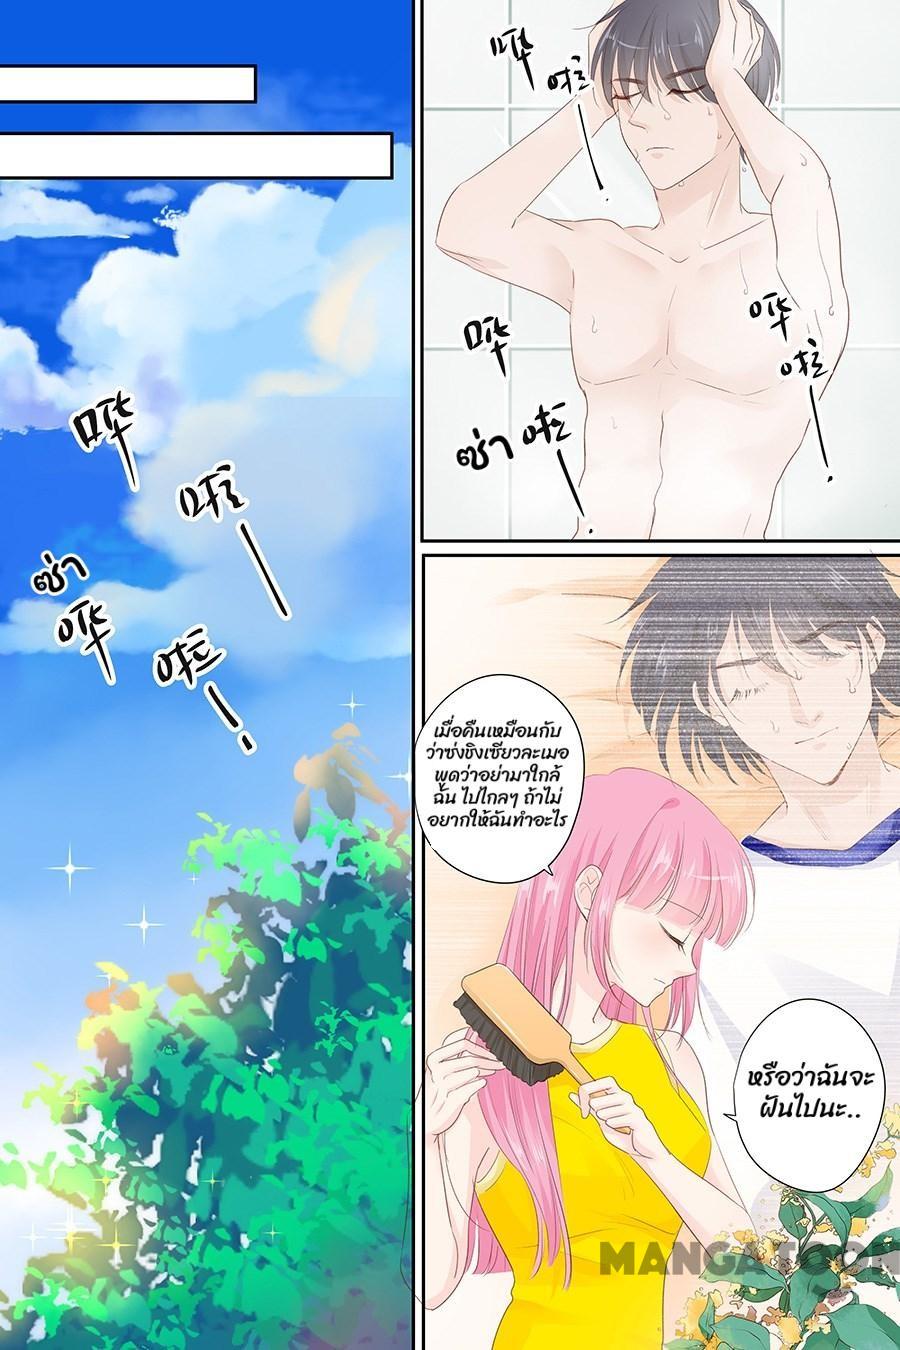 哗
啦
哗
啦
哗
啦
ซ่า
哗
啦
ซ่า
哗
啦
เมื่อคืนเหมือนกับ
ว่าซ่งชิงเซียวละเมอ
พูดว่าอย่ามาใกล้
ฉัน ไปไกลๆ ถ้าไม่
อยากให้ฉันทำอะไร
หรือว่าฉันจะ
ฝันไปนะ..
MANGATOON